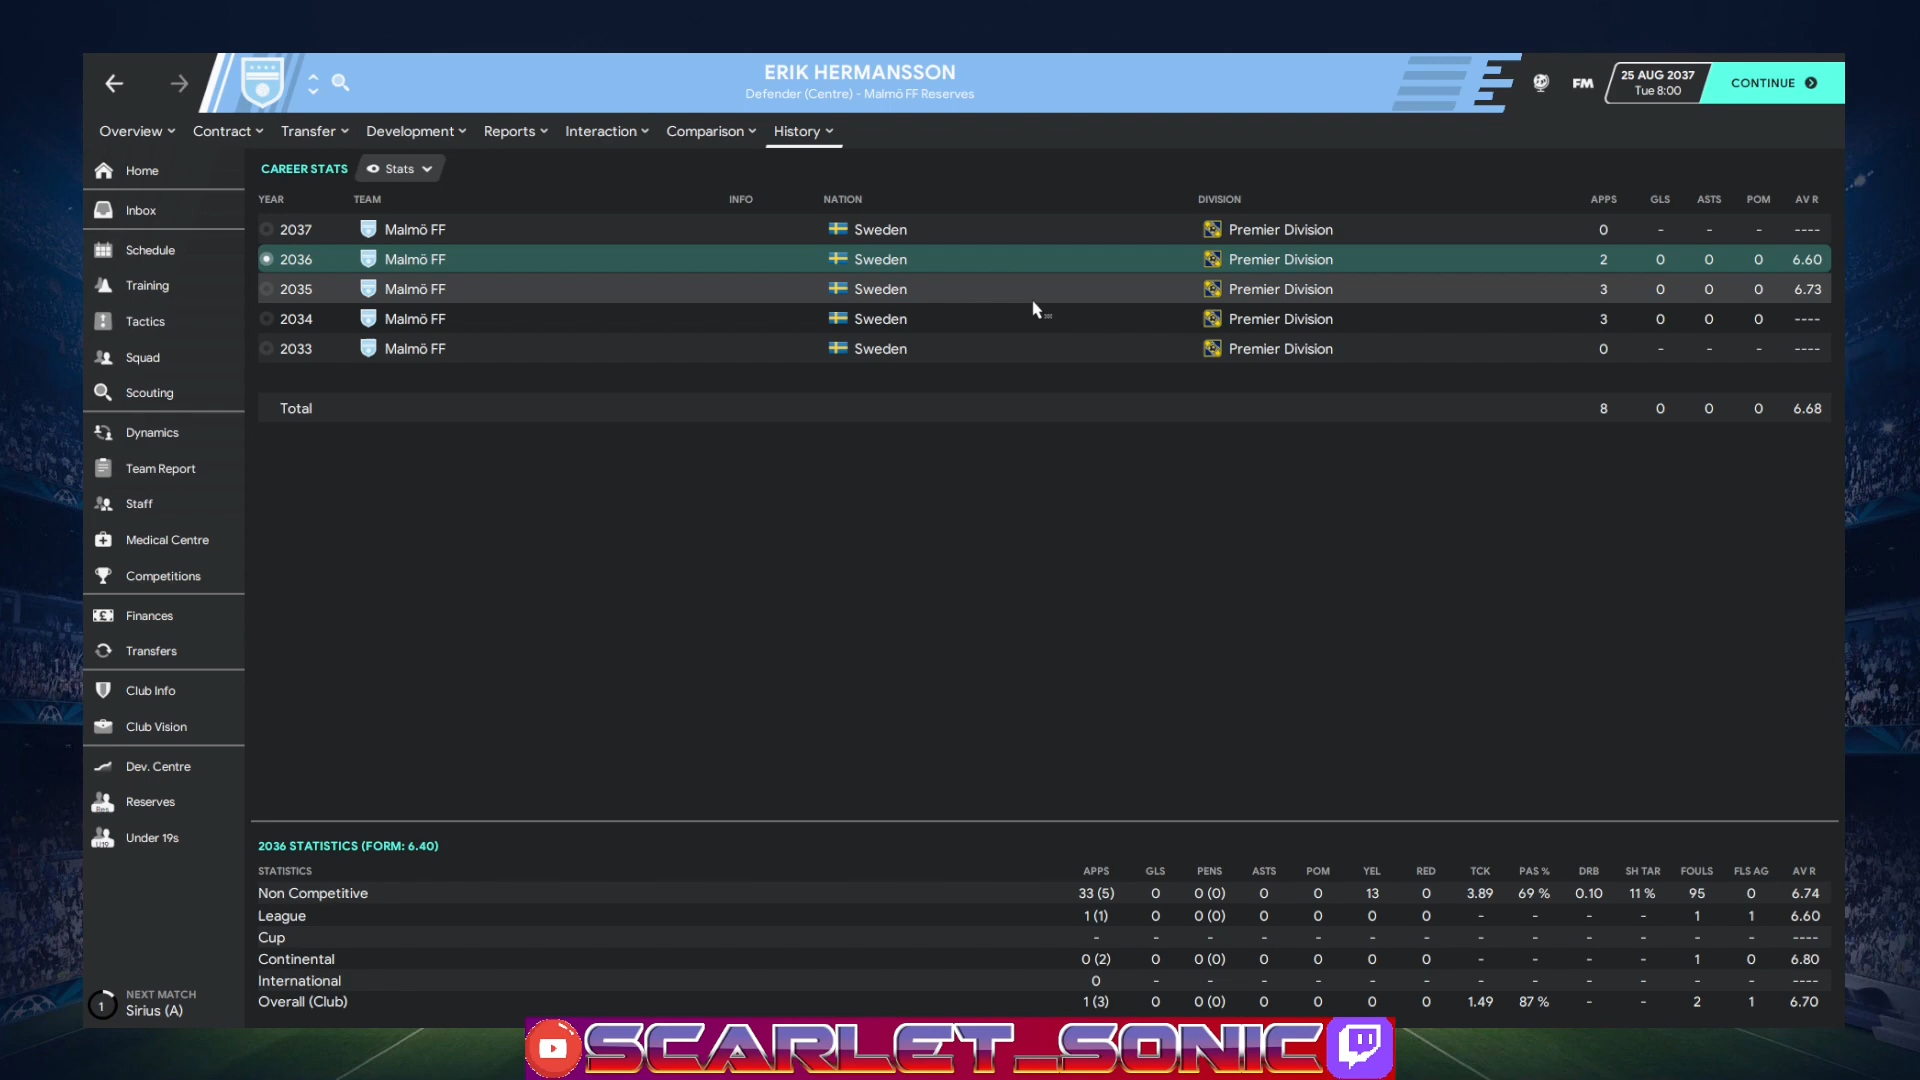 ERIK HERMANSSON
Defender (Centre) - Malmö FF Reserves
FM
25 AUG 2037
Tue 8:00
CONTINUE
Overview Contract Transfer Development Reports Interaction Comparison History
Home
Inbox
Schedule
Training
Tactics
Squad
Scouting
Dynamics
Team Report
Staff
Medical Centre
Competitions
Finances
Transfers
Club Info
Club Vision
Dev. Centre
Reserves
Under 19s
1
NEXT MATCH
Sirius (A)
CAREER STATS Stats
YEAR TEAM INFO NATION DIVISION APPS GLS ASTS POM AV R
2037 Malmö FF Sweden Premier Division 0 - - - ----
2036 Malmö FF Sweden Premier Division 2 0 0 0 6.60
2035 Malmö FF Sweden Premier Division 3 0 0 0 6.73
2034 Malmö FF Sweden Premier Division 3 0 0 0 ----
2033 Malmö FF Sweden Premier Division 0 - - - ----
Total 8 0 0 0 6.68
2036 STATISTICS (FORM: 6.40)
STATISTICS APPS GLS PENS ASTS POM YEL RED TCK PAS % DRB SH TAR FOULS FLS AG AV R
Non Competitive 33 (5) 0 0 (0) 0 0 13 0 3.89 69 % 0.10 11 % 95 0 6.74
League 1 (1) 0 0 (0) 0 0 0 0 - - - - 1 1 6.60
Cup - - - - - - - - - - - - - ----
Continental 0 (2) 0 0 (0) 0 0 0 0 - - - - 1 0 6.80
International 0 - - - - - - - - - - - - ----
Overall (Club) 1 (3) 0 0 (0) 0 0 0 0 1.49 87 % - - 2 1 6.70
SCARLET_SONIC